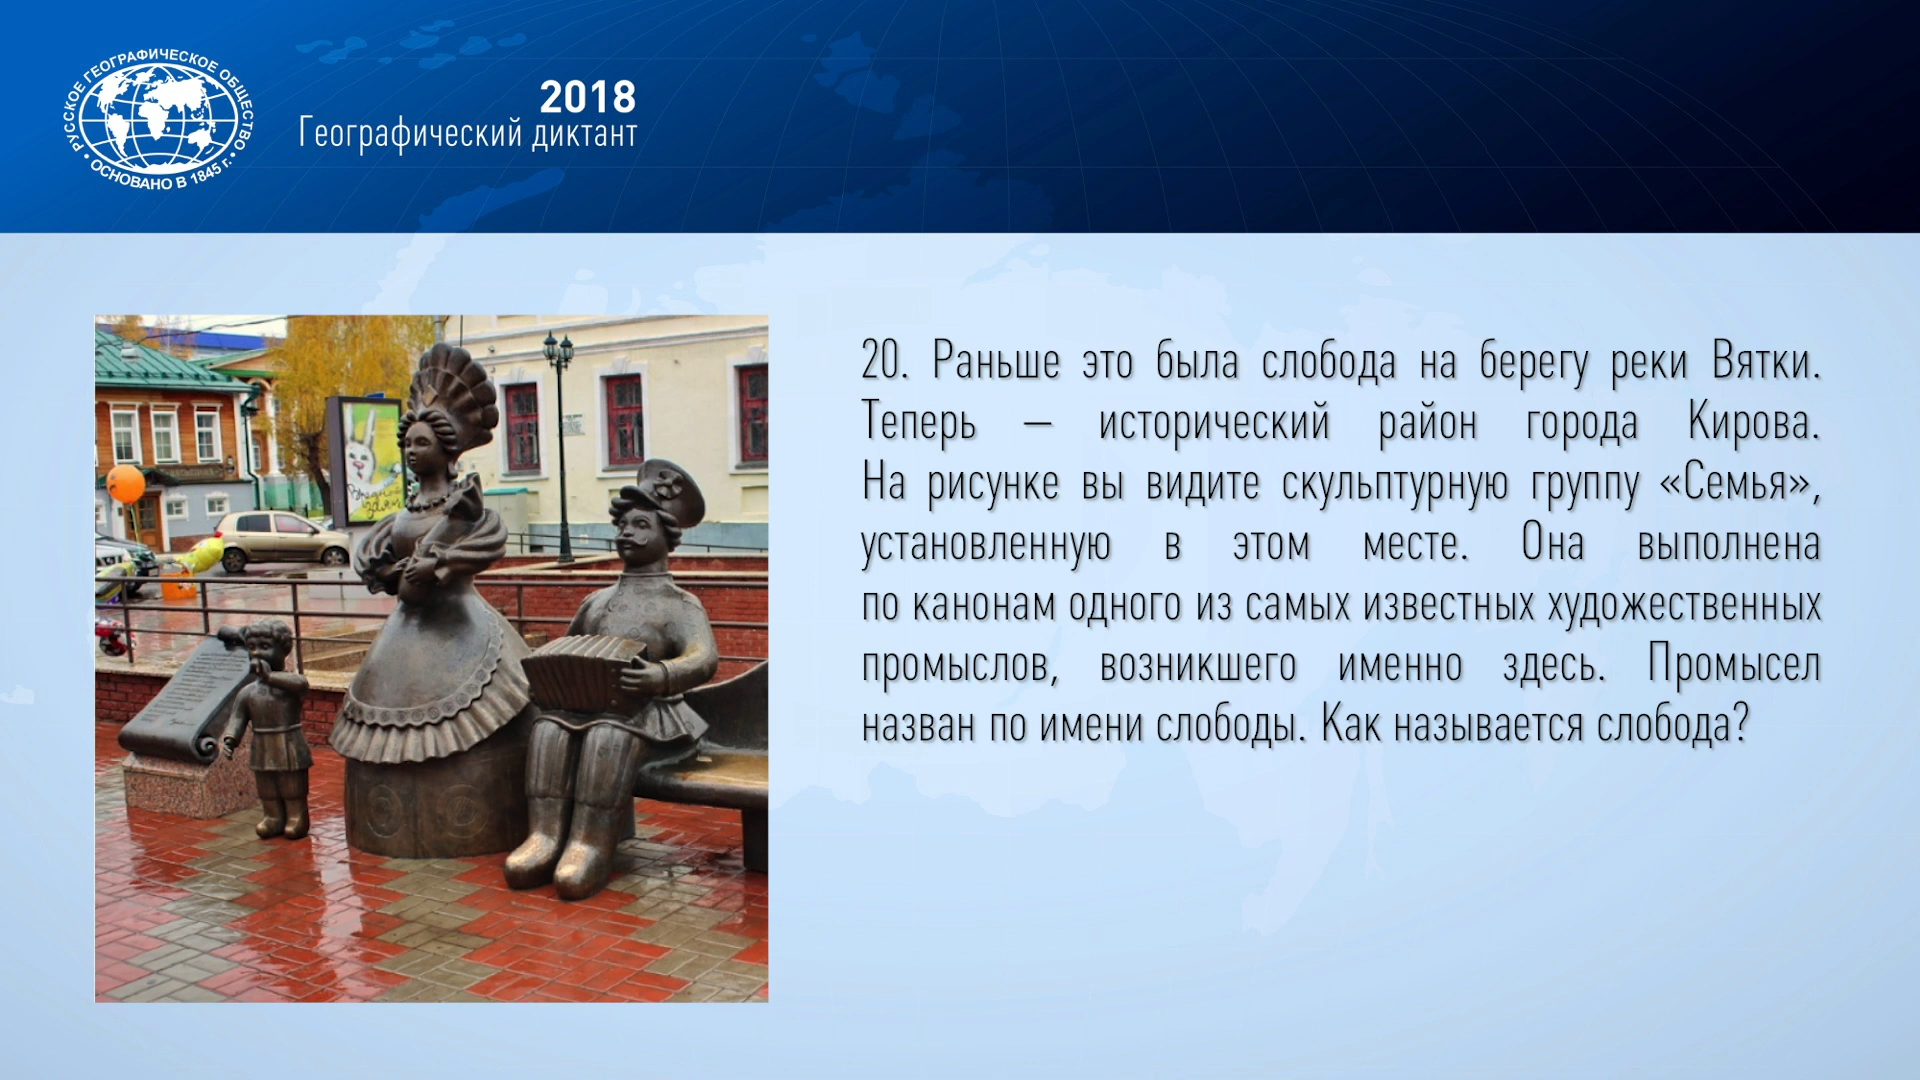 РУССКОЕ ГЕОГРАФИЧЕСКОЕ ОБЩЕСТВО
• ОСНОВАНО В 1845 г. •
2018
Географический диктант
20. Раньше это была слобода на берегу реки Вятки.
Теперь – исторический район города Кирова.
На рисунке вы видите скульптурную группу «Семья»,
установленную в этом месте. Она выполнена
по канонам одного из самых известных художественных
промыслов, возникшего именно здесь. Промысел
назван по имени слободы. Как называется слобода?